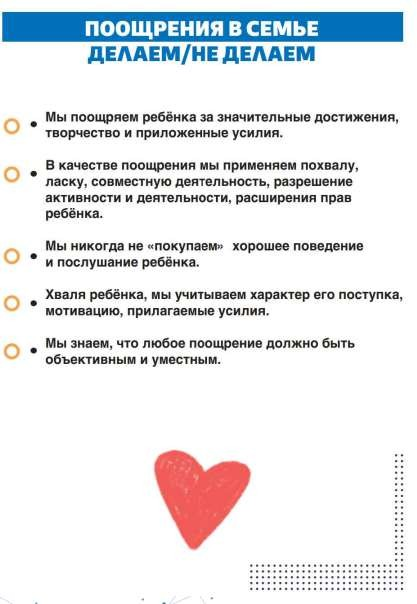 ПООЩРЕНИЯ В СЕМЬЕ
ДЕЛАЕМ/НЕ ДЕЛАЕМ
• Мы поощряем ребёнка за значительные достижения,
творчество и приложенные усилия.
• В качестве поощрения мы применяем похвалу,
ласку, совместную деятельность, разрешение
активности и деятельности, расширения прав
ребёнка.
• Мы никогда не «покупаем» хорошее поведение
и послушание ребёнка.
• Хваля ребёнка, мы учитываем характер его поступка,
мотивацию, прилагаемые усилия.
• Мы знаем, что любое поощрение должно быть
объективным и уместным.